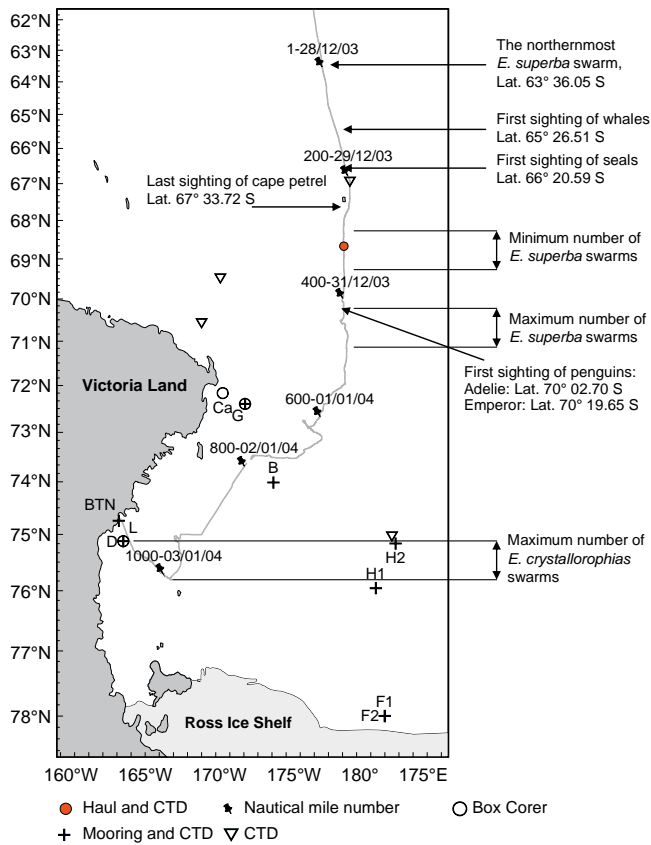 62°N
63°N
64°N
65°N
66°N
67°N
68°N
69°N
70°N
71°N
72°N
73°N
74°N
75°N
76°N
77°N
78°N
1-28/12/03
The northernmost
E. superba swarm,
Lat. 63° 36.05 S
First sighting of whales
Lat. 65° 26.51 S
200-29/12/03
First sighting of seals
Lat. 66° 20.59 S
Last sighting of cape petrel
Lat. 67° 33.72 S
Minimum number of
E. superba swarms
400-31/12/03
Maximum number of
E. superba swarms
First sighting of penguins:
Adelie: Lat. 70° 02.70 S
Emperor: Lat. 70° 19.65 S
Victoria Land
Ca
G
600-01/01/04
800-02/01/04
B
BTN
L
D
1000-03/01/04
H2
H1
Maximum number of
E. crystallorophias
swarms
F1
F2
Ross Ice Shelf
160°W 165°W 170°W 175°W 180° 175°E
Haul and CTD Nautical mile number Box Corer
Mooring and CTD CTD